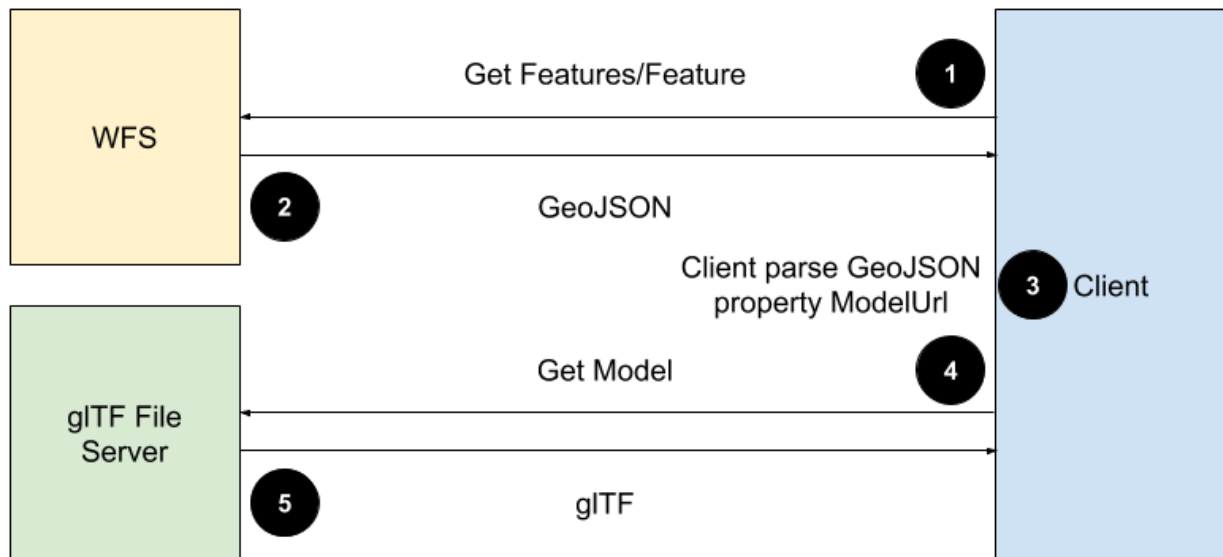 Get Features/Feature
1
WFS
2
GeoJSON
Client parse GeoJSON
property ModelUrl
3
Client
Get Model
4
glTF File
Server
5
glTF